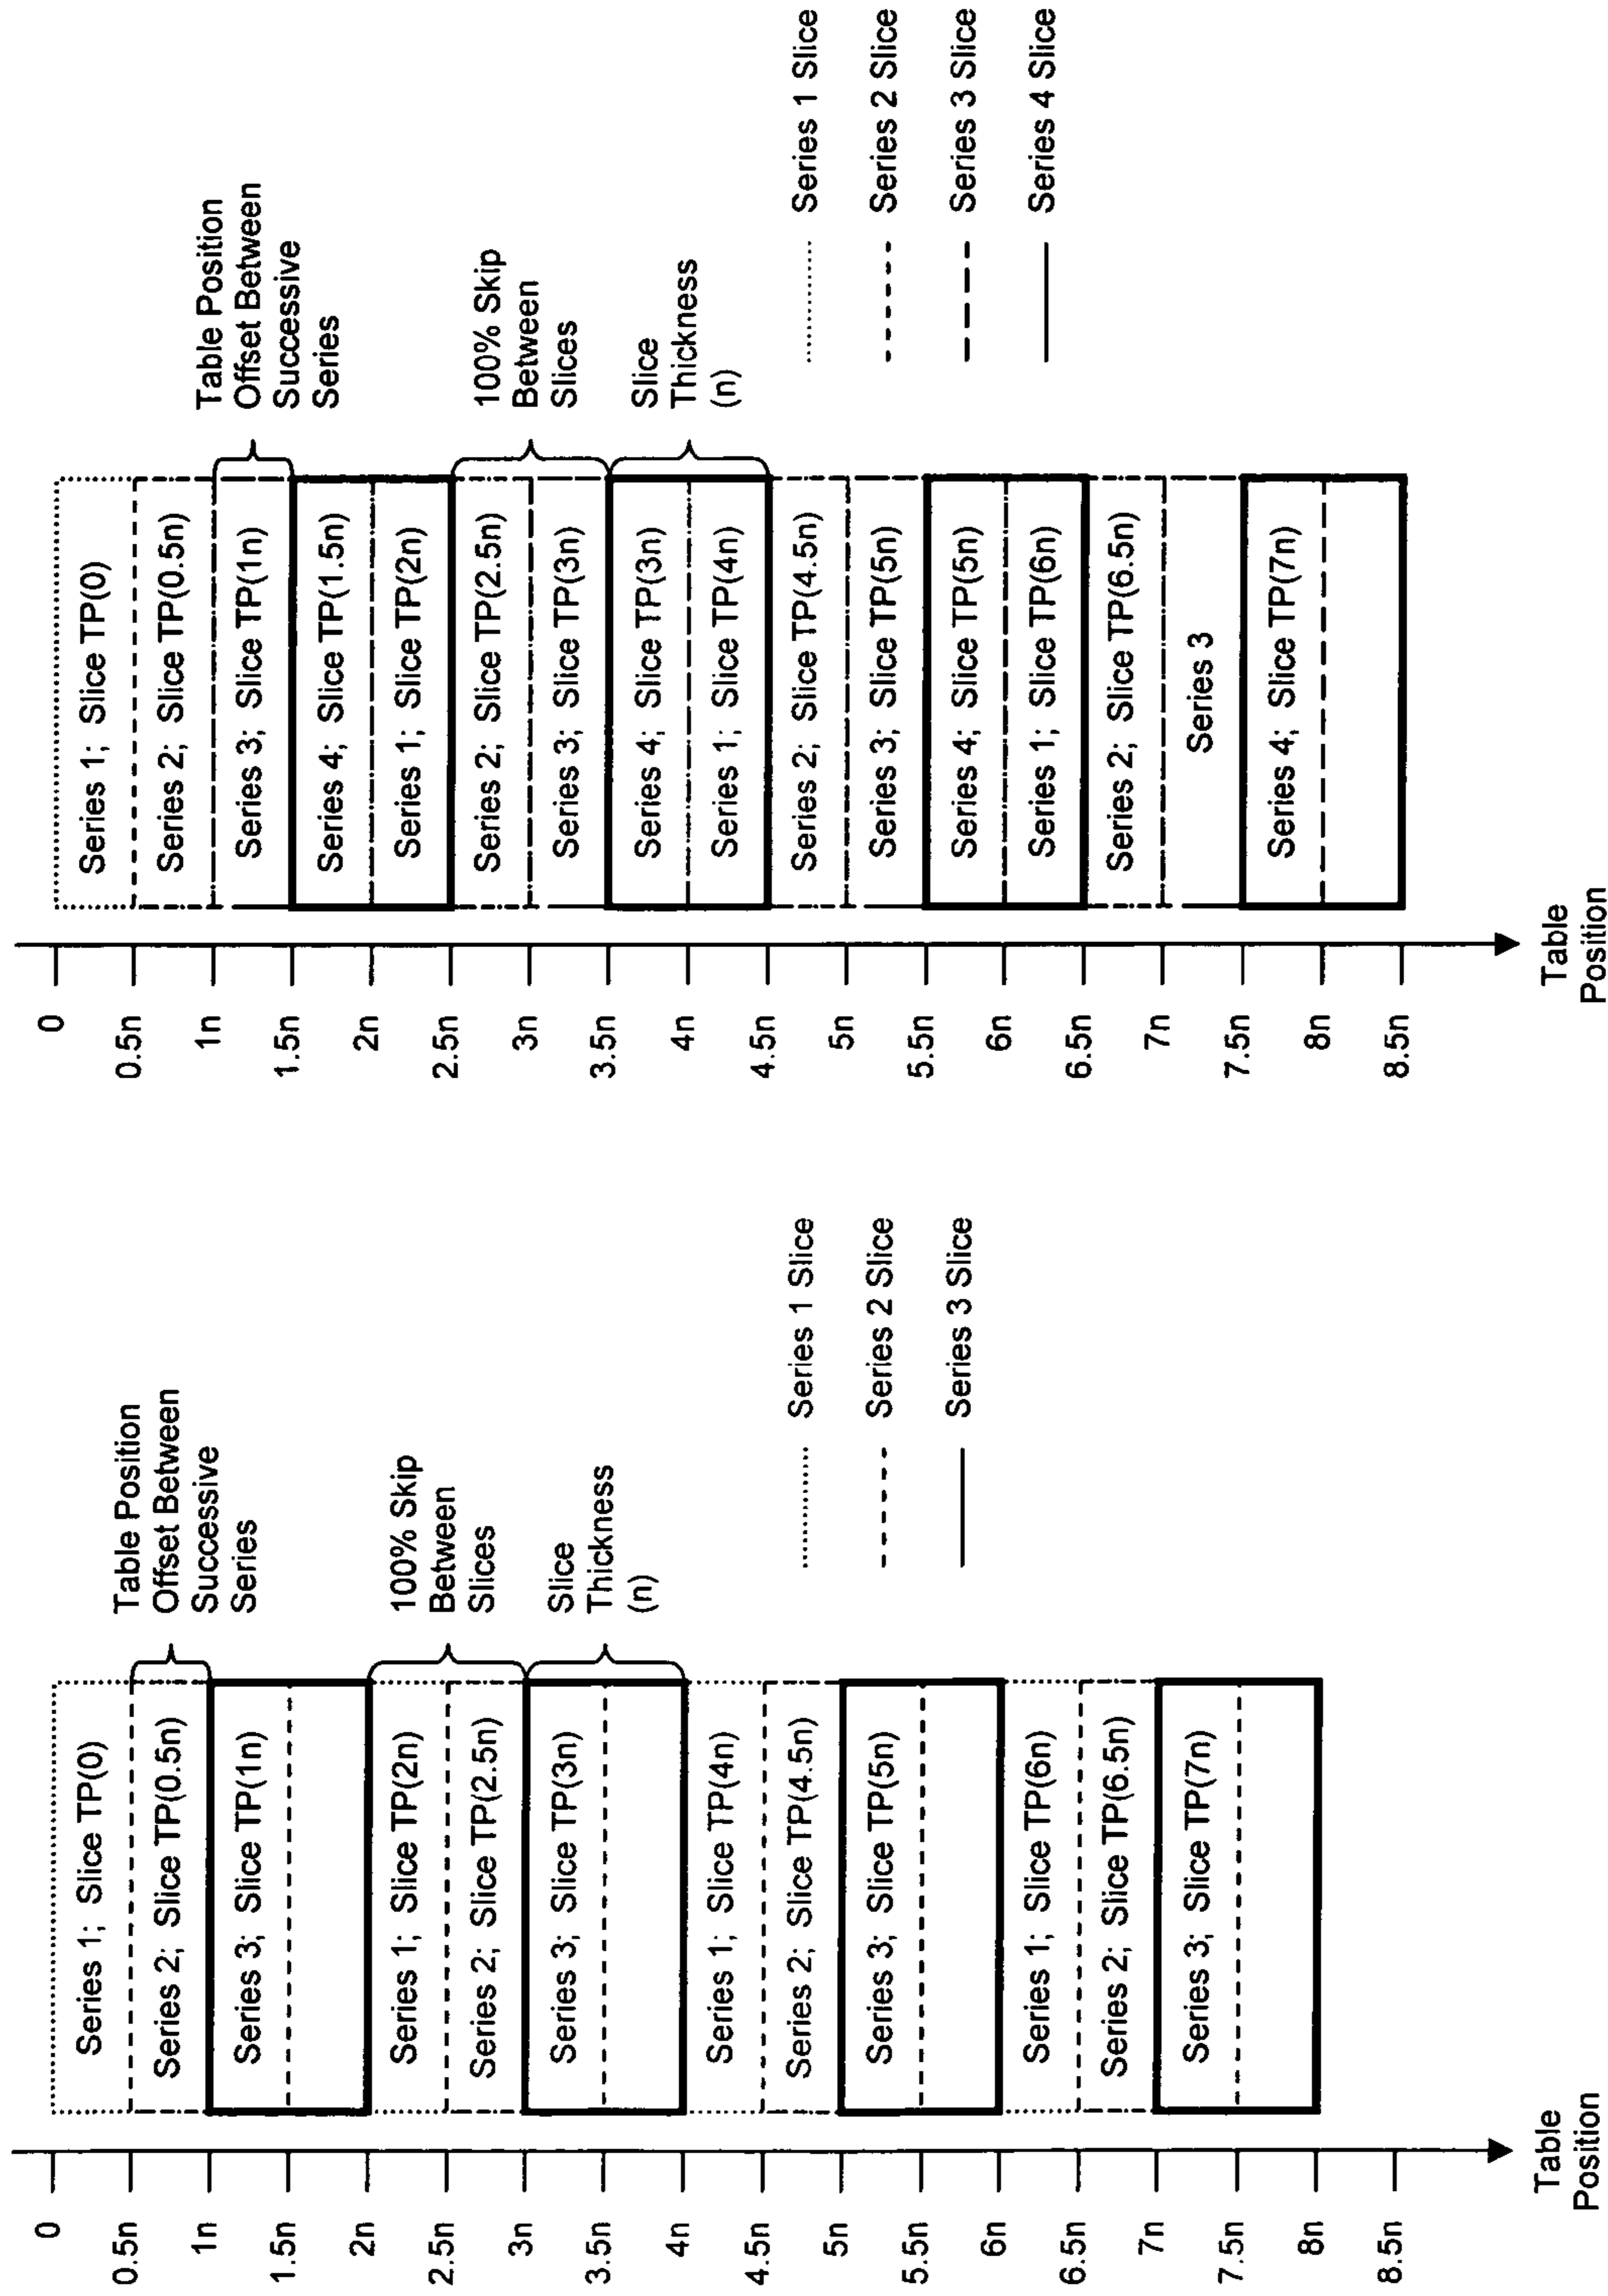 0
0.5n
1n
1.5n
2n
2.5n
3n
3.5n
4n
4.5n
5n
5.5n
6n
6.5n
7n
7.5n
8n
8.5n
Table
Position
Series 1; Slice TP(0)
Series 2; Slice TP(0.5n)
Series 3; Slice TP(1n)
Series 1; Slice TP(2n)
Series 2; Slice TP(2.5n)
Series 3; Slice TP(3n)
Series 1; Slice TP(4n)
Series 2; Slice TP(4.5n)
Series 3; Slice TP(5n)
Series 1; Slice TP(6n)
Series 2; Slice TP(6.5n)
Series 3; Slice TP(7n)
Table Position
Offset Between
Successive
Series
100% Skip
Between
Slices
Slice
Thickness
(n)
Series 1 Slice
Series 2 Slice
Series 3 Slice
0
0.5n
1n
1.5n
2n
2.5n
3n
3.5n
4n
4.5n
5n
5.5n
6n
6.5n
7n
7.5n
8n
8.5n
Table
Position
Series 1; Slice TP(0)
Series 2; Slice TP(0.5n)
Series 3; Slice TP(1n)
Series 4; Slice TP(1.5n)
Series 1; Slice TP(2n)
Series 2; Slice TP(2.5n)
Series 3; Slice TP(3n)
Series 4; Slice TP(3n)
Series 1; Slice TP(4n)
Series 2; Slice TP(4.5n)
Series 3; Slice TP(5n)
Series 4; Slice TP(5n)
Series 1; Slice TP(6n)
Series 2; Slice TP(6.5n)
Series 3
Series 4; Slice TP(7n)
Table Position
Offset Between
Successive
Series
100% Skip
Between
Slices
Slice
Thickness
(n)
Series 1 Slice
Series 2 Slice
Series 3 Slice
Series 4 Slice